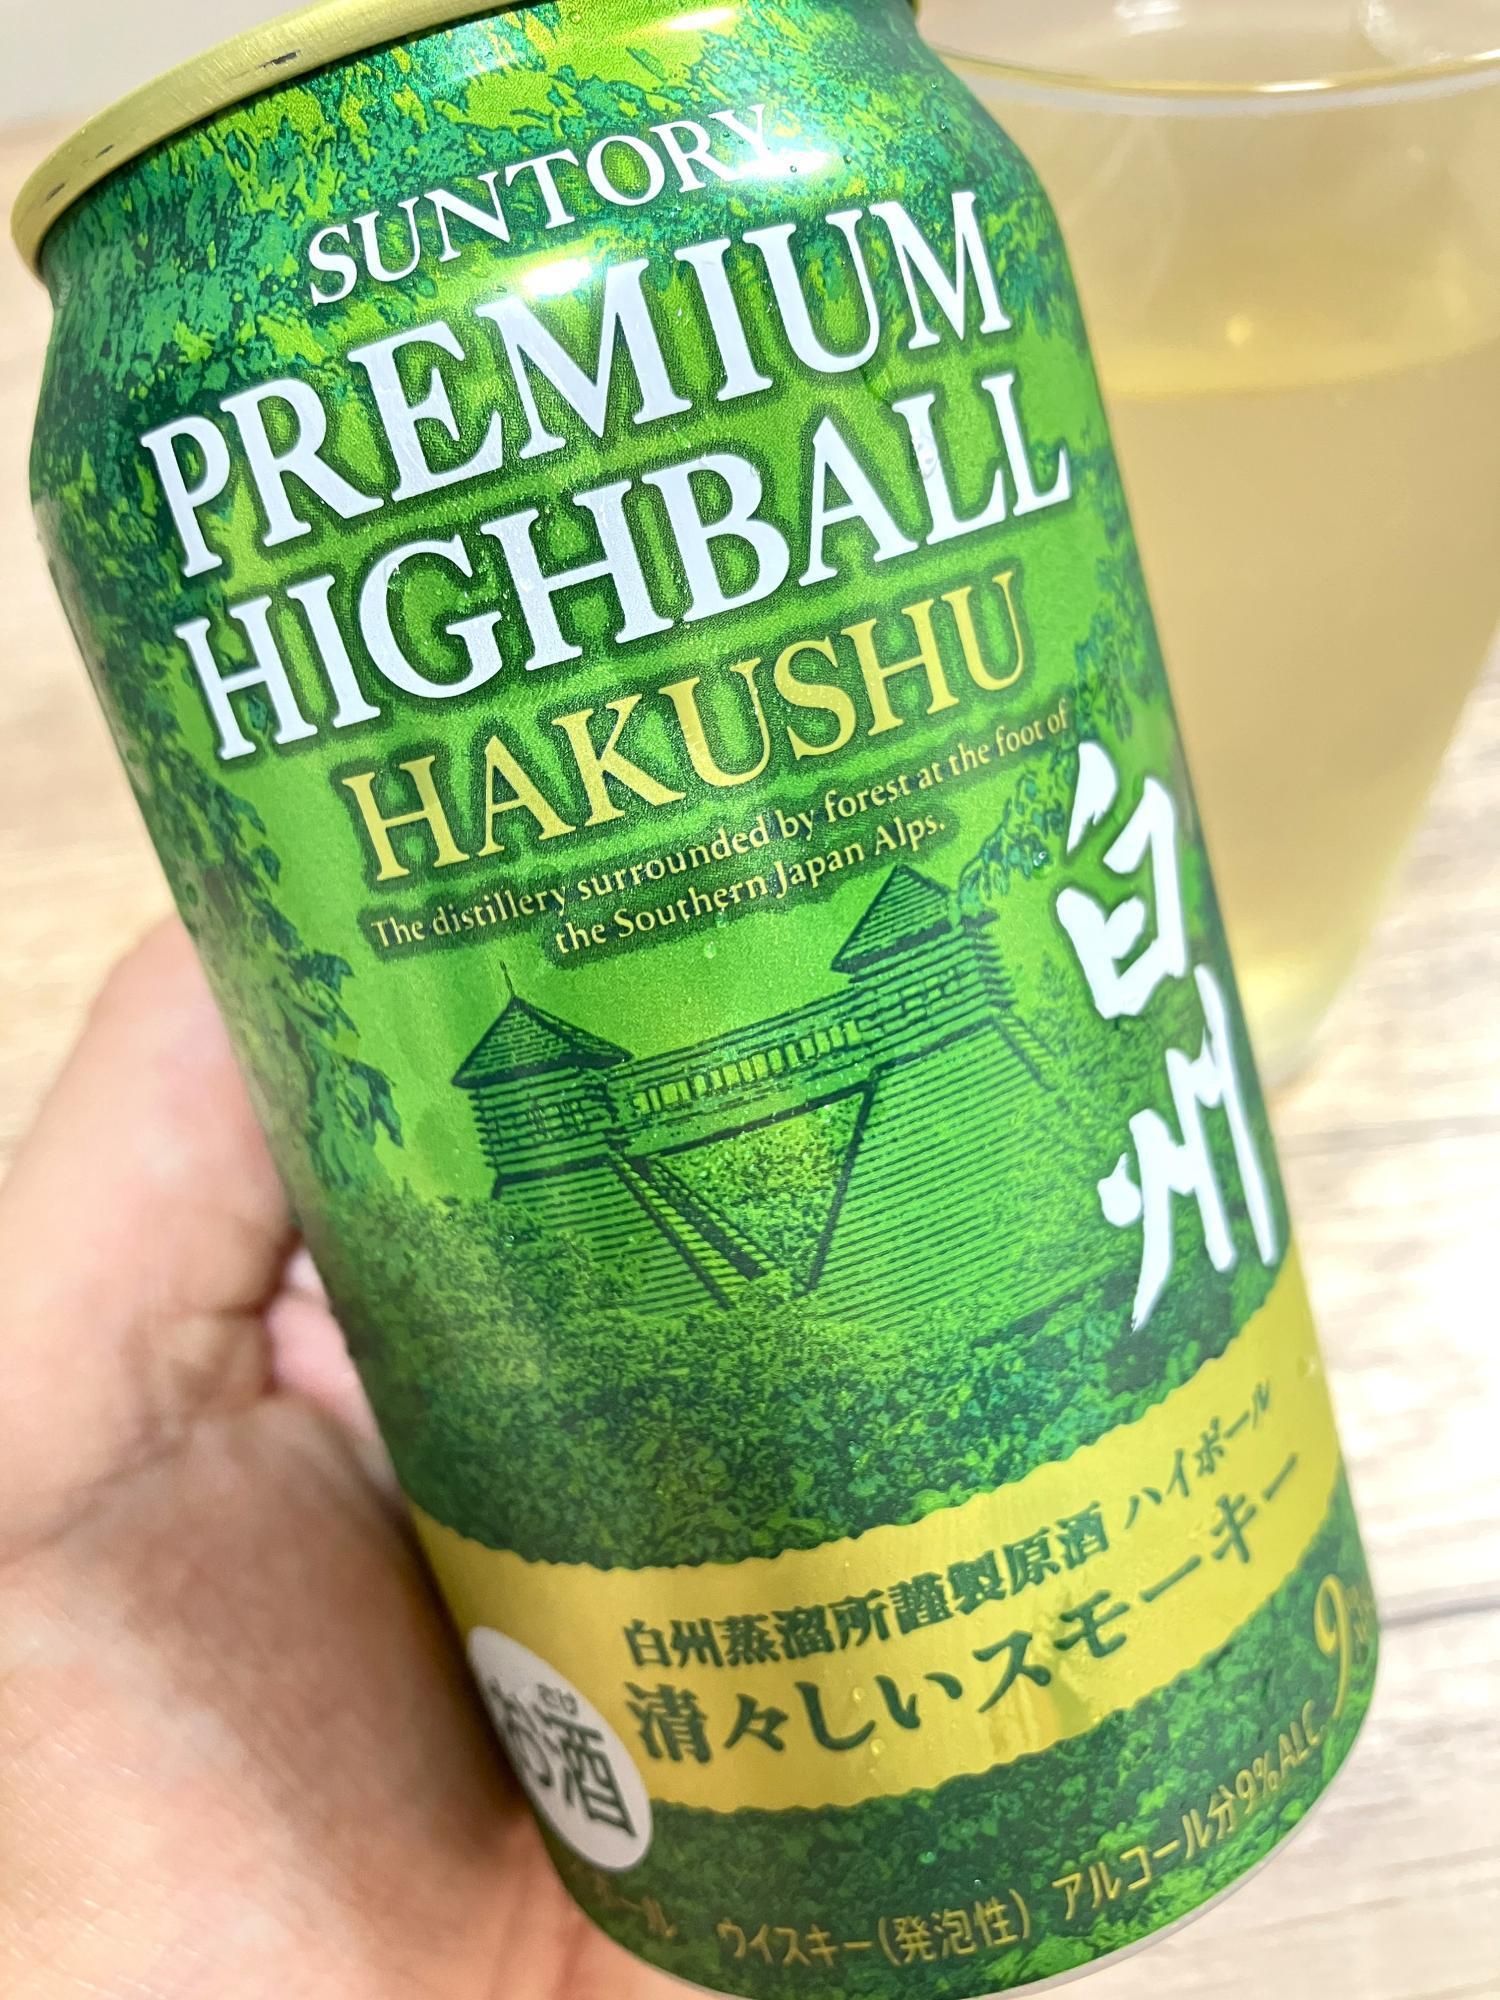 SUNTORY
PREMIUM
HIGHBALL
HAKUSHU
The distillery surrounded by forest at the foot of
the Southern Japan Alps.
白州
白州蒸溜所謹製原酒 ハイボール
清々しいスモーキー
お酒
ウイスキー(発泡性) アルコール分9%
9% ALC.